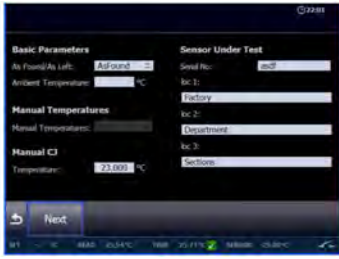 22:01
Basic Parameters
As Found/As Left: AsFound
Ambient Temperature: °C
Manual Temperatures
Manual Temperatures:
Manual CJ
Temperature: 23.000 °C
Sensor Under Test
Serial No: asdf
loc 1:
Factory
loc 2:
Department
loc 3:
Sections
Next
READ